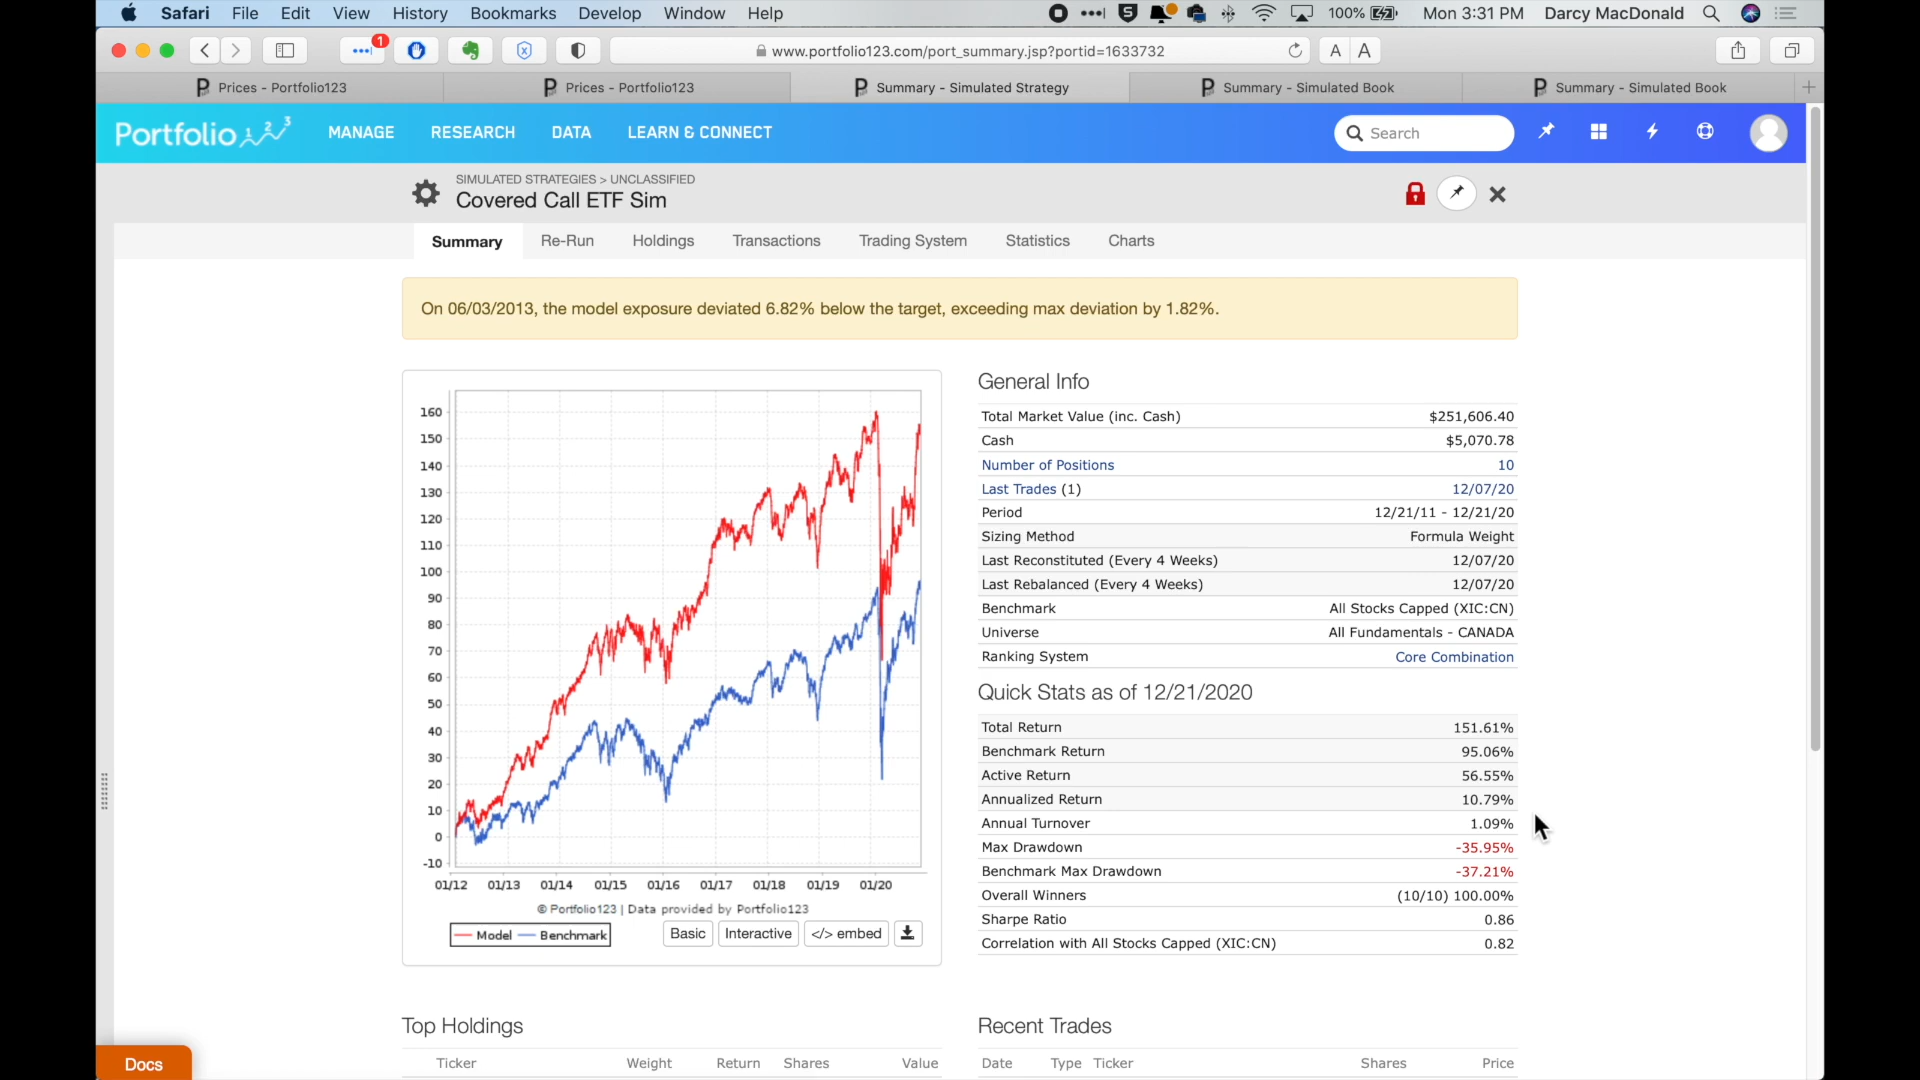 Safari File Edit View History Bookmarks Develop Window Help 100% Mon 3:31 PM Darcy MacDonald
1
www.portfolio123.com/port_summary.jsp?portid=1633732
A A
Prices - Portfolio123
Prices - Portfolio123
Summary - Simulated Strategy
Summary - Simulated Book
Summary - Simulated Book
Portfolio123 MANAGE RESEARCH DATA LEARN & CONNECT Search
SIMULATED STRATEGIES > UNCLASSIFIED
Covered Call ETF Sim
Summary Re-Run Holdings Transactions Trading System Statistics Charts
On 06/03/2013, the model exposure deviated 6.82% below the target, exceeding max deviation by 1.82%.
160
150
140
130
120
110
100
90
80
70
60
50
40
30
20
10
0
-10
01/12 01/13 01/14 01/15 01/16 01/17 01/18 01/19 01/20
© Portfolio123 | Data provided by Portfolio123
Model Benchmark
Basic Interactive </> embed
General Info
Total Market Value (inc. Cash) $251,606.40
Cash $5,070.78
Number of Positions 10
Last Trades (1) 12/07/20
Period 12/21/11 - 12/21/20
Sizing Method Formula Weight
Last Reconstituted (Every 4 Weeks) 12/07/20
Last Rebalanced (Every 4 Weeks) 12/07/20
Benchmark All Stocks Capped (XIC:CN)
Universe All Fundamentals - CANADA
Ranking System Core Combination
Quick Stats as of 12/21/2020
Total Return 151.61%
Benchmark Return 95.06%
Active Return 56.55%
Annualized Return 10.79%
Annual Turnover 1.09%
Max Drawdown -35.95%
Benchmark Max Drawdown -37.21%
Overall Winners (10/10) 100.00%
Sharpe Ratio 0.86
Correlation with All Stocks Capped (XIC:CN) 0.82
Top Holdings
Ticker Weight Return Shares Value
Recent Trades
Date Type Ticker Shares Price
Docs